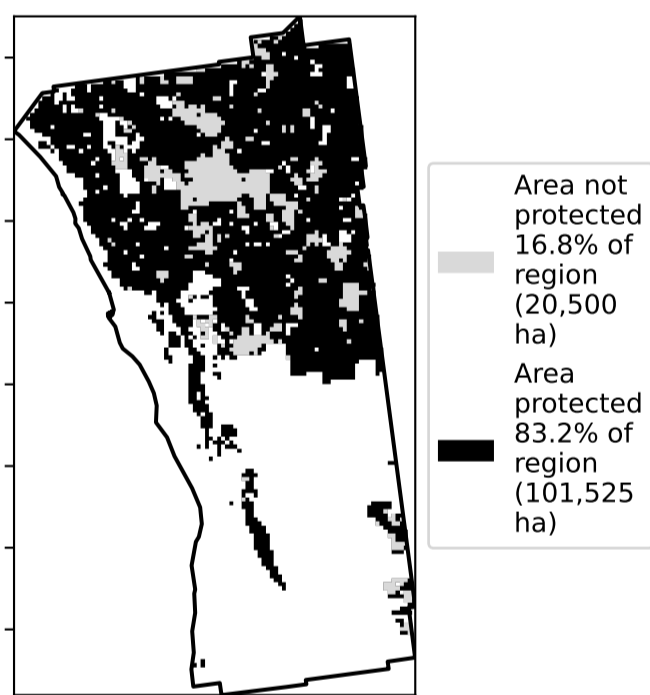 Area not
protected
16.8% of
region
(20,500
ha)
Area
protected
83.2% of
region
(101,525
ha)